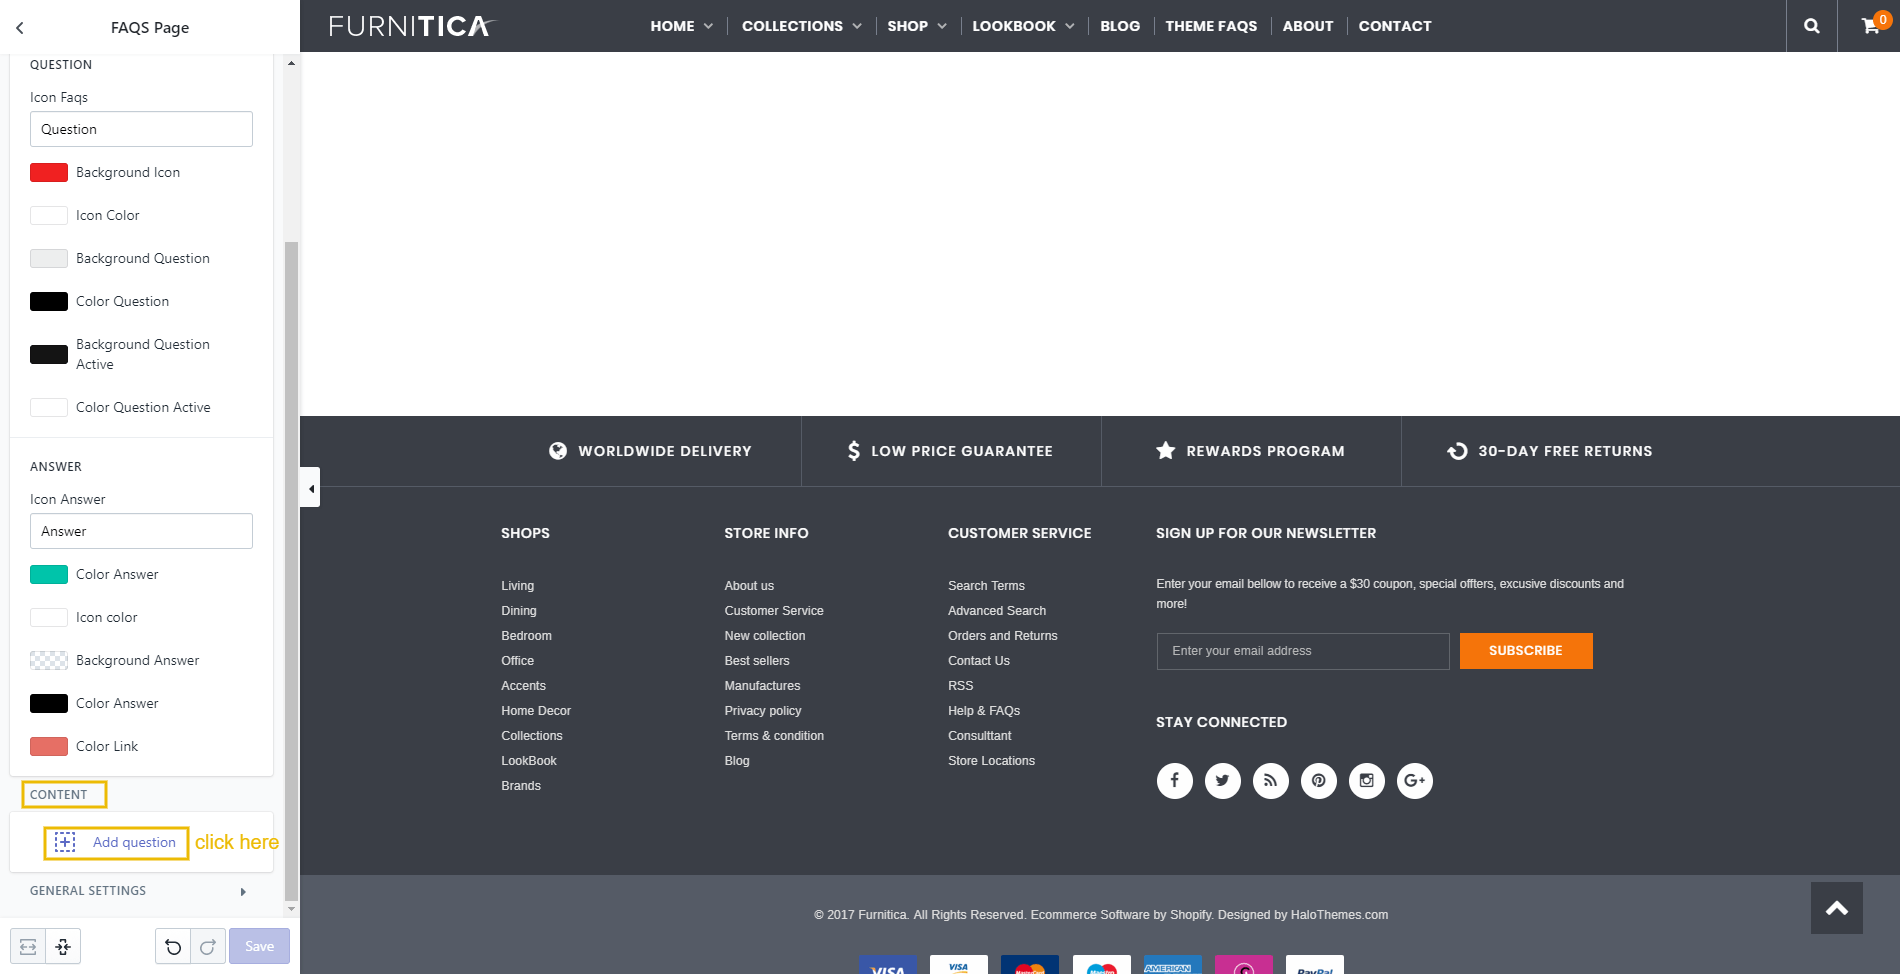 FAQS Page
QUESTION
Icon Faqs
Question
Background Icon
Icon Color
Background Question
Color Question
Background Question
Active
Color Question Active
ANSWER
Icon Answer
Answer
Color Answer
Icon color
Background Answer
Color Answer
Color Link
CONTENT
Add question click here
GENERAL SETTINGS
Save
FURNITICA
HOME COLLECTIONS SHOP LOOKBOOK BLOG THEME FAQS ABOUT CONTACT
0
WORLDWIDE DELIVERY
LOW PRICE GUARANTEE
REWARDS PROGRAM
30-DAY FREE RETURNS
SHOPS
Living
Dining
Bedroom
Office
Accents
Home Decor
Collections
LookBook
Brands
STORE INFO
About us
Customer Service
New collection
Best sellers
Manufactures
Privacy policy
Terms & condition
Blog
CUSTOMER SERVICE
Search Terms
Advanced Search
Orders and Returns
Contact Us
RSS
Help & FAQs
Consulttant
Store Locations
SIGN UP FOR OUR NEWSLETTER
Enter your email bellow to receive a $30 coupon, special offters, excusive discounts and
more!
Enter your email address
SUBSCRIBE
STAY CONNECTED
© 2017 Furnitica. All Rights Reserved. Ecommerce Software by Shopify. Designed by HaloThemes.com
VISA
VISA
MasterCard
Maestro
AMERICAN
PayPal